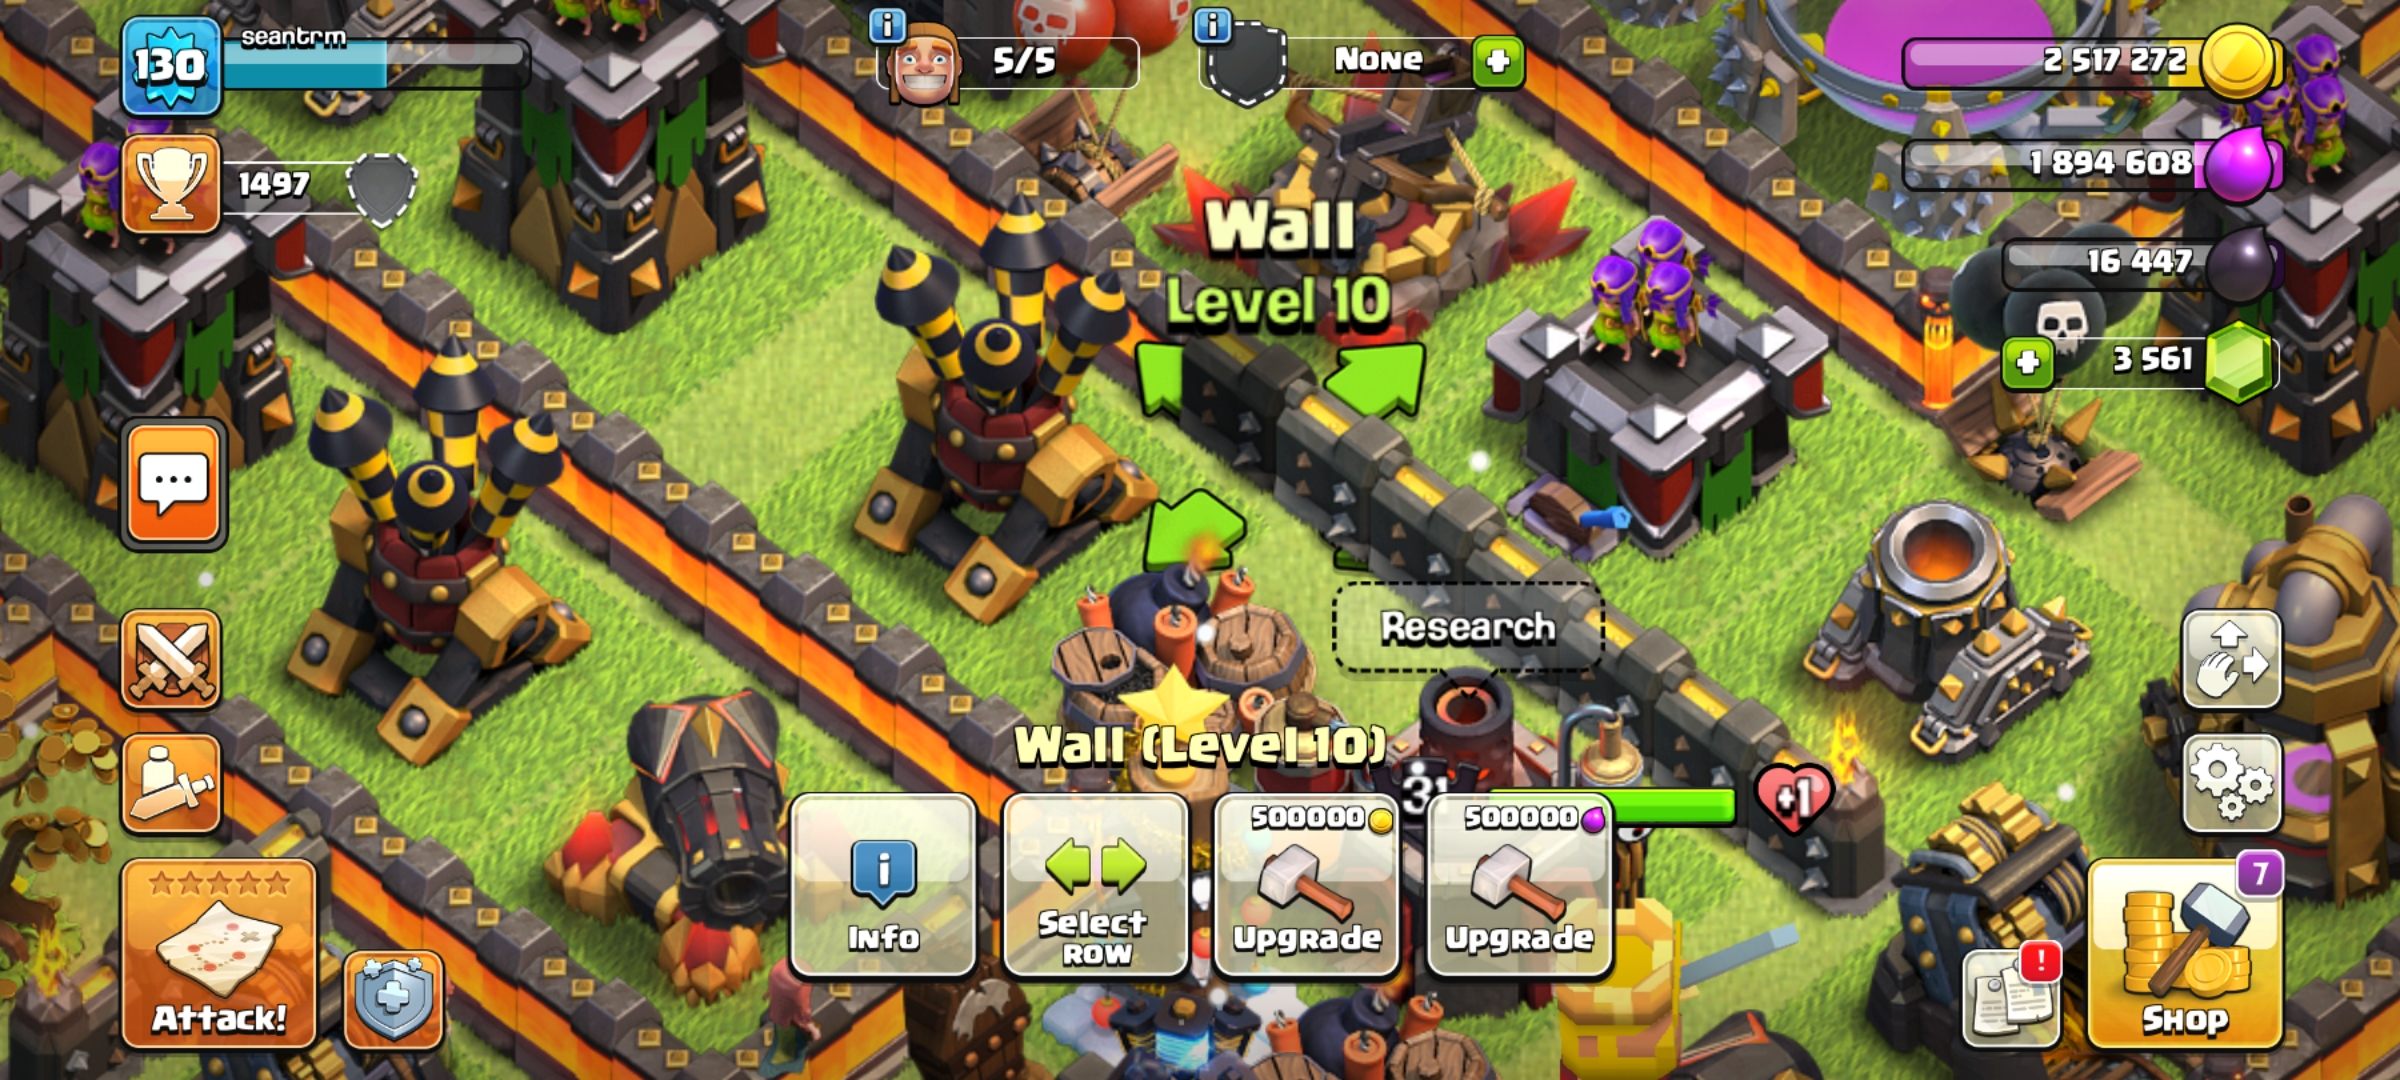 130
seantrm
5/5
None
2 517 272
1497
1 894 608
16 447
3 561
Wall
Level 10
Research
Wall (Level 10)
31
+1
500000
500000
Info
Select
Row
Upgrade
Upgrade
7
!
Attack!
Shop